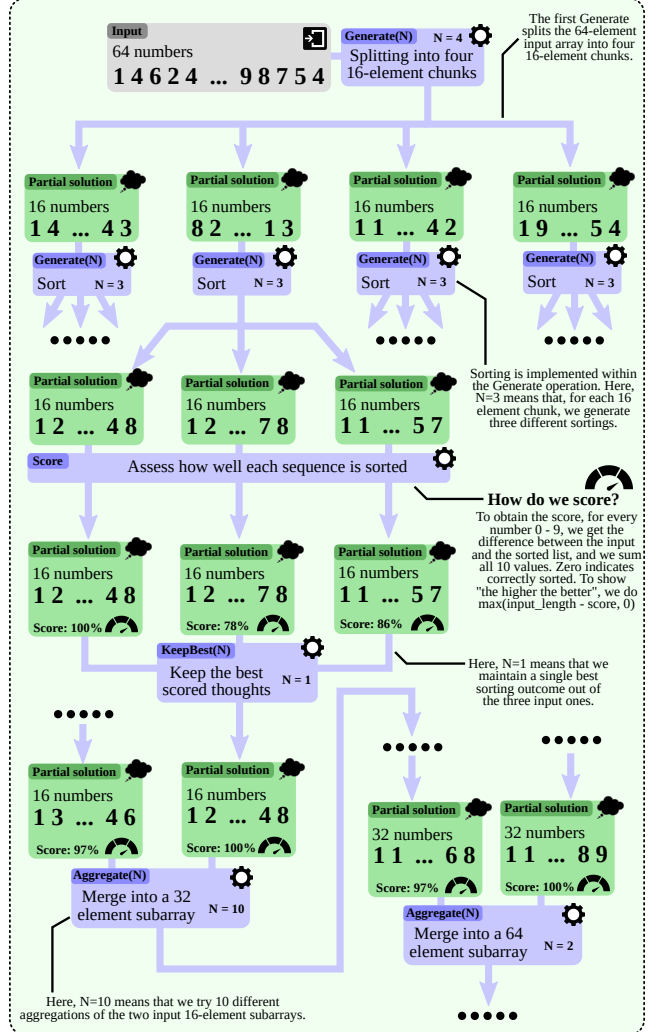 Input
64 numbers
1 4 6 2 4 ... 9 8 7 5 4
Generate(N) N = 4
Splitting into four
16-element chunks
The first Generate
splits the 64-element
input array into four
16-element chunks.
Partial solution
16 numbers
1 4 ... 4 3
Generate(N)
Sort N = 3
Partial solution
16 numbers
8 2 ... 1 3
Generate(N)
Sort N = 3
Partial solution
16 numbers
1 1 ... 4 2
Generate(N)
Sort N = 3
Partial solution
16 numbers
1 9 ... 5 4
Generate(N)
Sort N = 3
Sorting is implemented within
the Generate operation. Here,
N=3 means that, for each 16
element chunk, we generate
three different sortings.
Partial solution
16 numbers
1 2 ... 4 8
Partial solution
16 numbers
1 2 ... 7 8
Partial solution
16 numbers
1 1 ... 5 7
Score
Assess how well each sequence is sorted
How do we score?
To obtain the score, for every
number 0 - 9, we get the
difference between the input
and the sorted list, and we sum
all 10 values. Zero indicates
correctly sorted. To show
"the higher the better", we do
max(input_length - score, 0)
Partial solution
16 numbers
1 2 ... 4 8
Score: 100%
Partial solution
16 numbers
1 2 ... 7 8
Score: 78%
Partial solution
16 numbers
1 1 ... 5 7
Score: 86%
KeepBest(N)
Keep the best
scored thoughts
N = 1
Here, N=1 means that we
maintain a single best
sorting outcome out of
the three input ones.
Partial solution
16 numbers
1 3 ... 4 6
Score: 97%
Partial solution
16 numbers
1 2 ... 4 8
Score: 100%
Aggregate(N)
Merge into a 32
element subarray
N = 10
Here, N=10 means that we try 10 different
aggregations of the two input 16-element subarrays.
Partial solution
32 numbers
1 1 ... 6 8
Score: 97%
Partial solution
32 numbers
1 1 ... 8 9
Score: 100%
Aggregate(N)
Merge into a 64
element subarray
N = 2